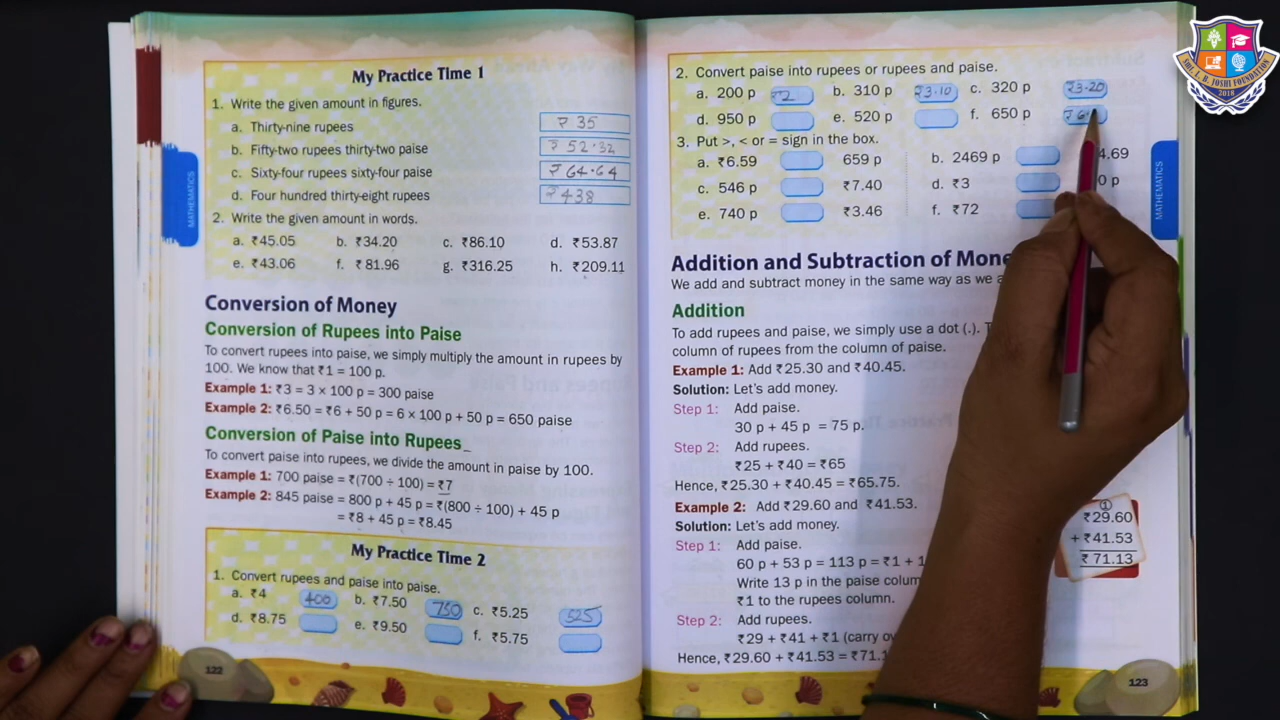 My Practice Time 1
1. Write the given amount in figures.
a. Thirty-nine rupees ₹ 35
b. Fifty-two rupees thirty-two paise ₹ 52.32
c. Sixty-four rupees sixty-four paise ₹ 64.64
d. Four hundred thirty-eight rupees ₹ 438
2. Write the given amount in words.
a. ₹45.05 b. ₹34.20 c. ₹86.10 d. ₹53.87
e. ₹43.06 f. ₹81.96 g. ₹316.25 h. ₹209.11
Conversion of Money
Conversion of Rupees into Paise
To convert rupees into paise, we simply multiply the amount in rupees by
100. We know that ₹1 = 100 p.
Example 1: ₹3 = 3 × 100 p = 300 paise
Example 2: ₹6.50 = ₹6 + 50 p = 6 × 100 p + 50 p = 650 paise
Conversion of Paise into Rupees
To convert paise into rupees, we divide the amount in paise by 100.
Example 1: 700 paise = ₹(700 ÷ 100) = ₹7
Example 2: 845 paise = 800 p + 45 p = ₹(800 ÷ 100) + 45 p
= ₹8 + 45 p = ₹8.45
My Practice Time 2
1. Convert rupees and paise into paise.
a. ₹4 400 b. ₹7.50 750 c. ₹5.25 525
d. ₹8.75 e. ₹9.50 f. ₹5.75
122
MATHEMATICS
2. Convert paise into rupees or rupees and paise.
a. 200 p ₹2 b. 310 p ₹3.10 c. 320 p ₹3.20
d. 950 p e. 520 p f. 650 p
3. Put >, < or = sign in the box.
a. ₹6.59 659 p b. 2469 p 4.69
c. 546 p ₹7.40 d. ₹3 0 p
e. 740 p ₹3.46 f. ₹72
Addition and Subtraction of Mone
We add and subtract money in the same way as we a
Addition
To add rupees and paise, we simply use a dot (.).
column of rupees from the column of paise.
Example 1: Add ₹25.30 and ₹40.45.
Solution: Let's add money.
Step 1: Add paise.
30 p + 45 p = 75 p.
Step 2: Add rupees.
₹25 + ₹40 = ₹65
Hence, ₹25.30 + ₹40.45 = ₹65.75.
Example 2: Add ₹29.60 and ₹41.53.
Solution: Let's add money.
Step 1: Add paise.
60 p + 53 p = 113 p = ₹1 + 1
Write 13 p in the paise colum
₹1 to the rupees column.
Step 2: Add rupees.
₹29 + ₹41 + ₹1 (carry ov
Hence, ₹29.60 + ₹41.53 = ₹71.1
1
₹29.60
+ ₹41.53
₹ 71.13
123
MATHEMATICS
SHI. L. B. JOSHI FOUNDATION
2018